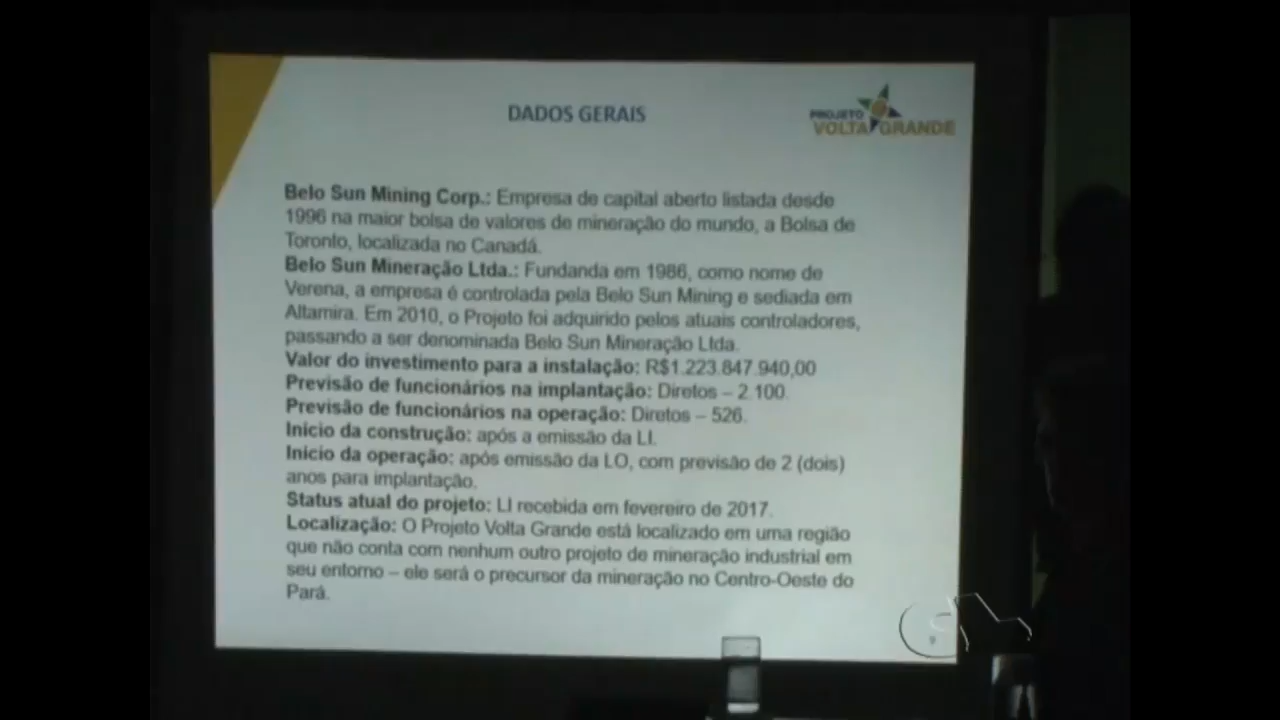 DADOS GERAIS
PROJETO
VOLTA GRANDE
Belo Sun Mining Corp.: Empresa de capital aberto listada desde
1996 na maior bolsa de valores de mineração do mundo, a Bolsa de
Toronto, localizada no Canadá.
Belo Sun Mineração Ltda.: Fundanda em 1986, como nome de
Verena, a empresa é controlada pela Belo Sun Mining e sediada em
Altamira. Em 2010, o Projeto foi adquirido pelos atuais controladores,
passando a ser denominada Belo Sun Mineração Ltda.
Valor do investimento para a instalação: R$1.223.847.940,00
Previsão de funcionários na implantação: Diretos – 2.100.
Previsão de funcionários na operação: Diretos – 526.
Inicio da construção: após a emissão da LI.
Inicio da operação: após emissão da LO, com previsão de 2 (dois)
anos para implantação.
Status atual do projeto: LI recebida em fevereiro de 2017.
Localização: O Projeto Volta Grande está localizado em uma região
que não conta com nenhum outro projeto de mineração industrial em
seu entorno – ele será o precursor da mineração no Centro-Oeste do
Pará.